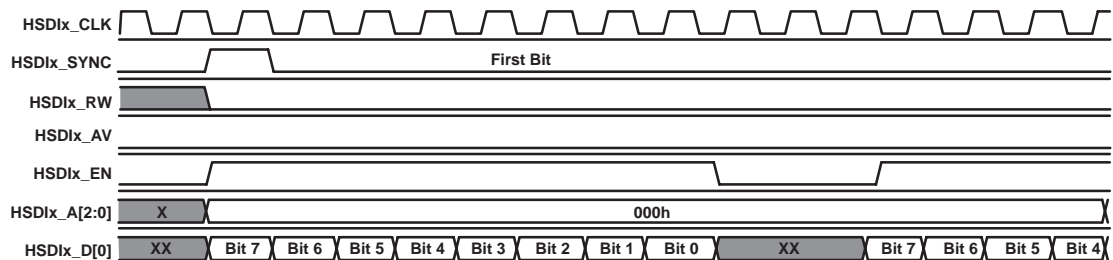 HSDIx_CLK
HSDIx_SYNC First Bit
HSDIx_RW
HSDIx_AV
HSDIx_EN
HSDIx_A[2:0] X 000h
HSDIx_D[0] XX Bit 7 Bit 6 Bit 5 Bit 4 Bit 3 Bit 2 Bit 1 Bit 0 XX Bit 7 Bit 6 Bit 5 Bit 4